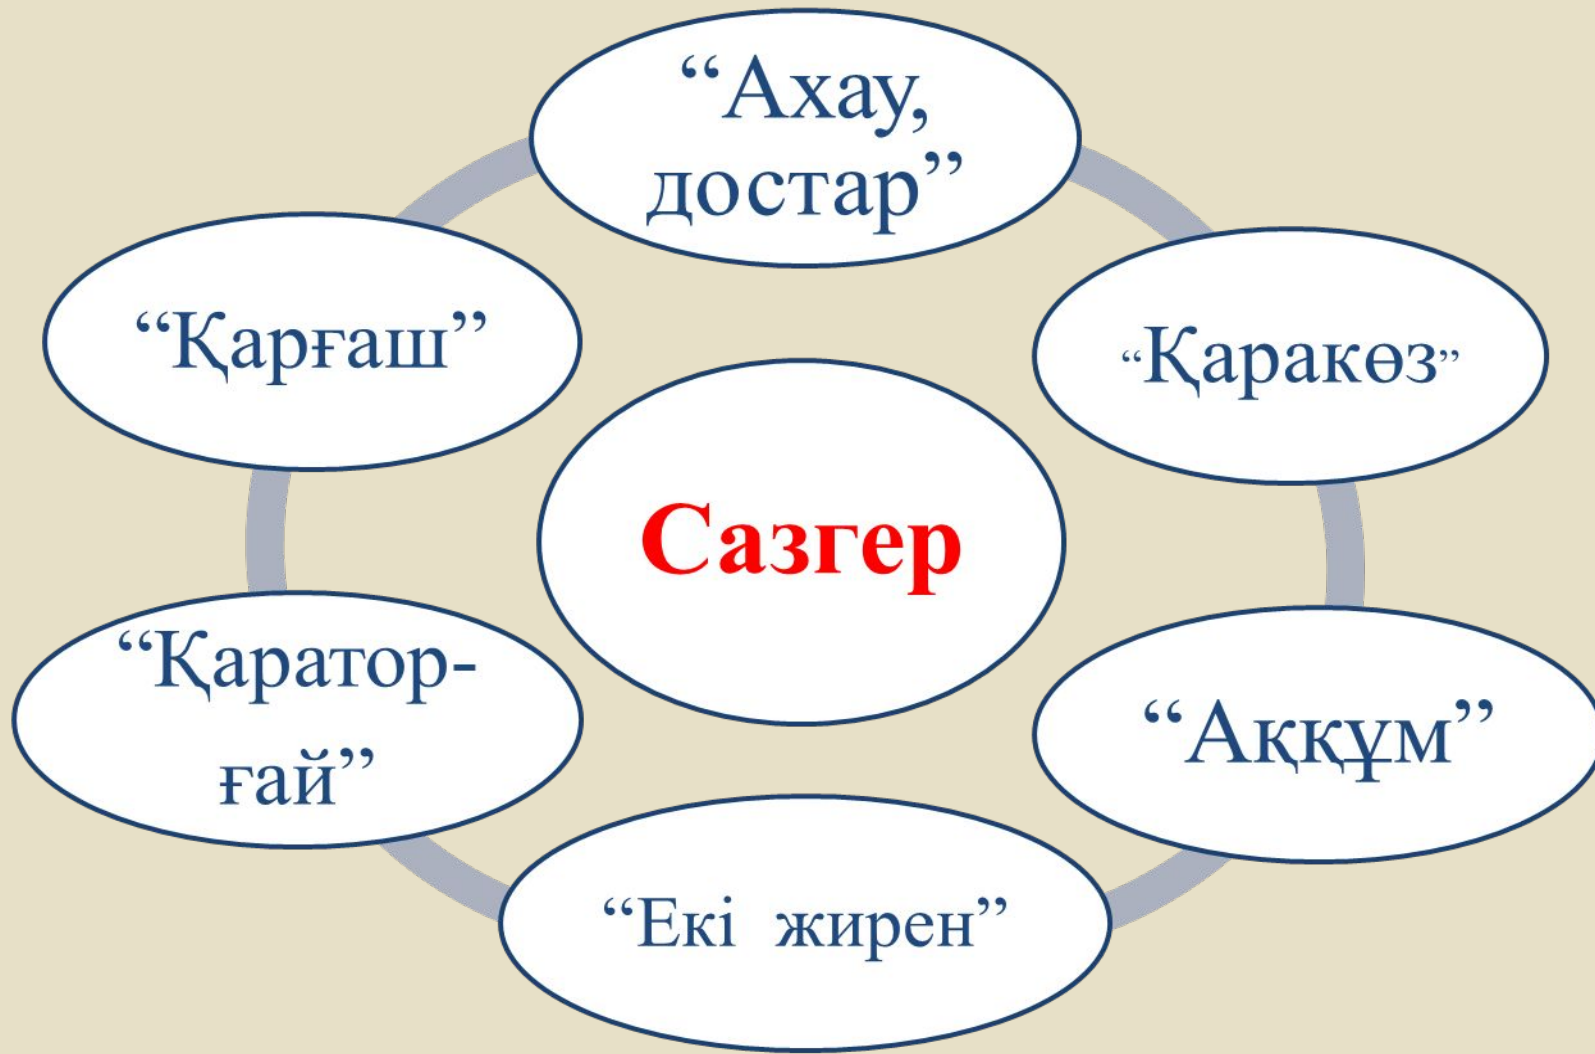 “Ахау,
достар”
“Қарғаш”
“Қаракөз”
Сазгер
“Қаратор-
ғай”
“Аққұм”
“Екі жирен”